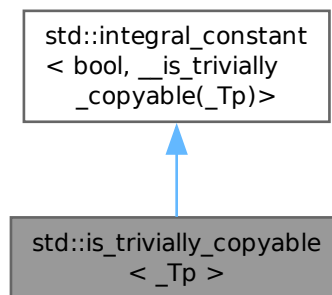 std::integral_constant
< bool, __is_trivially
_copyable(_Tp)>
std::is_trivially_copyable
< _Tp >